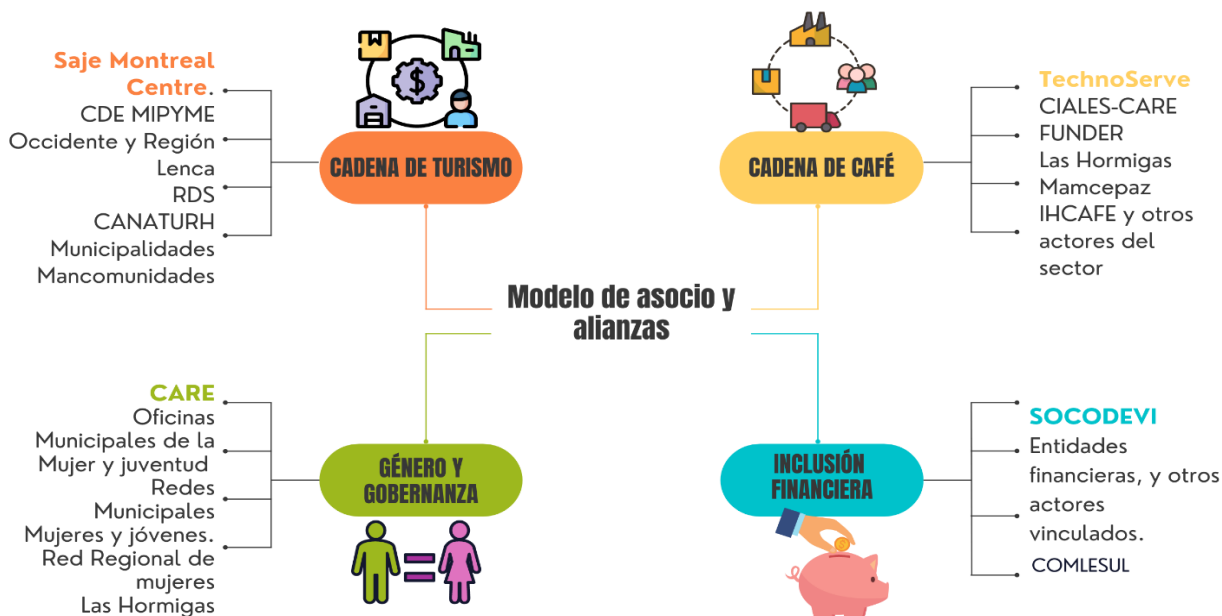 Saje Montreal
Centre.
CDE MIPYME
Occidente y Región
Lenca
RDS
CANATURH
Municipalidades
Mancomunidades
$
CADENA DE TURISMO
CADENA DE CAFÉ
TechnoServe
CIALES-CARE
FUNDER
Las Hormigas
Mamcepaz
IHCAFE y otros
actores del
sector
Modelo de asocio y
alianzas
CARE
Oficinas
Municipales de la
Mujer y juventud
Redes
Municipales
Mujeres y jóvenes.
Red Regional de
mujeres
Las Hormigas
GÉNERO Y
GOBERNANZA
INCLUSIÓN
FINANCIERA
SOCODEVI
Entidades
financieras, y otros
actores
vinculados.
COMLESUL